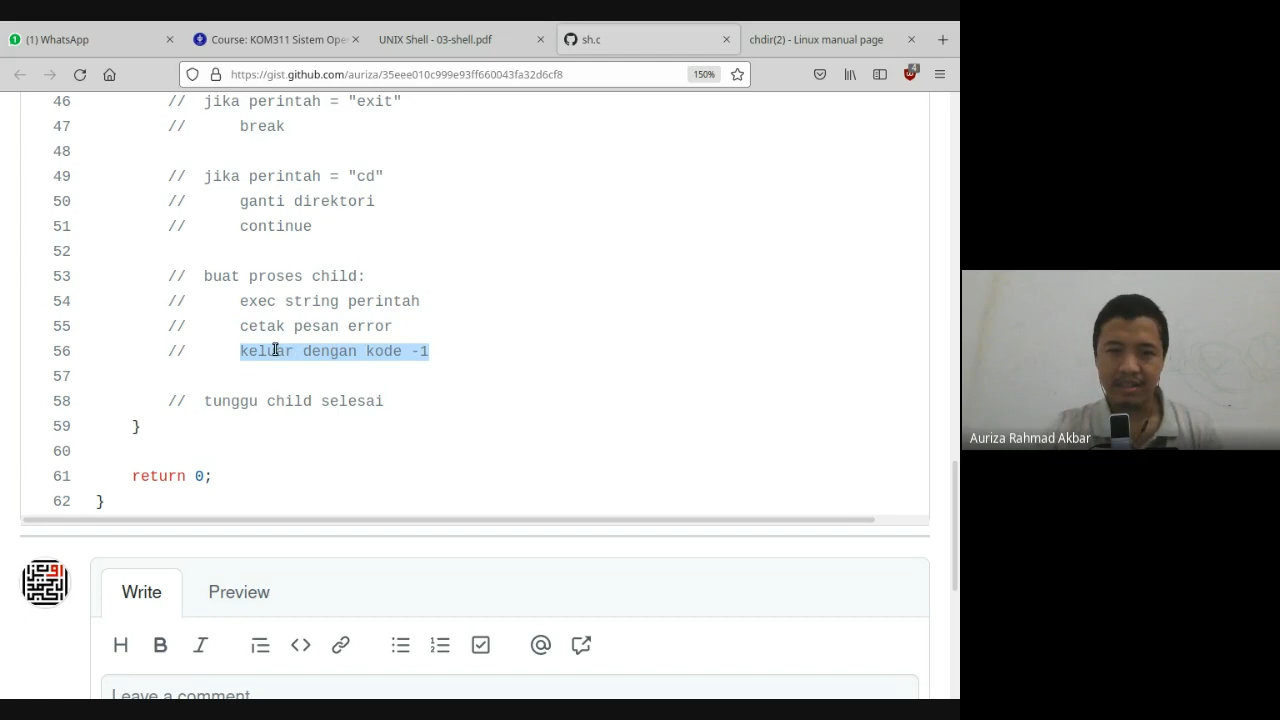 (1) WhatsApp
Course: KOM311 Sistem Ope
UNIX Shell - 03-shell.pdf
sh.c
chdir(2) - Linux manual page
https://gist.github.com/auriza/35eee010c999e93ff660043fa32d6cf8
150%
4
46 // jika perintah = "exit"
47 // break
48
49 // jika perintah = "cd"
50 // ganti direktori
51 // continue
52
53 // buat proses child:
54 // exec string perintah
55 // cetak pesan error
56 // keluar dengan kode -1
57
58 // tunggu child selesai
59 }
60
61 return 0;
62 }
Write
Preview
Leave a comment
Auriza Rahmad Akbar